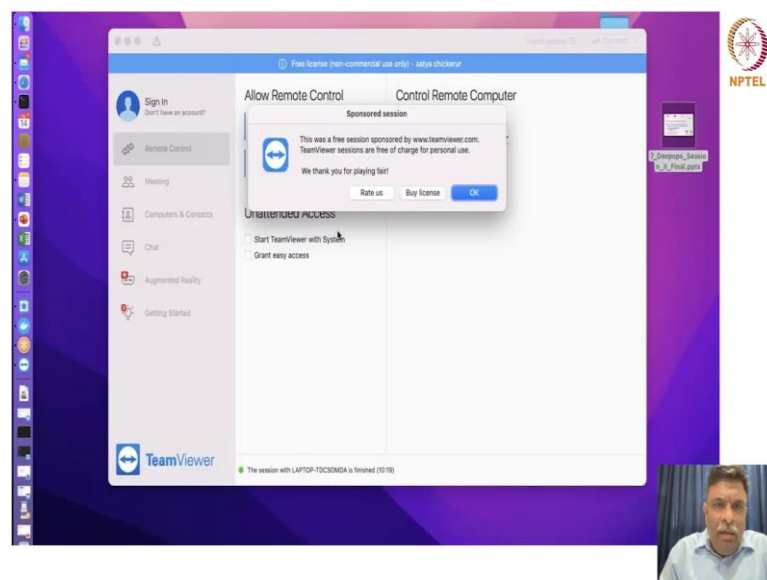 Free license (non-commercial use only) - satya chickerur
NPTEL
Sign In
Don't have an account?
Remote Control
Meeting
Computers & Contacts
Chat
Augmented Reality
Getting Started
TeamViewer
Allow Remote Control
Control Remote Computer
Sponsored session
This was a free session sponsored by www.teamviewer.com.
TeamViewer sessions are free of charge for personal use.
We thank you for playing fair!
Rate us
Buy license
OK
Unattended Access
Start TeamViewer with System
Grant easy access
The session with LAPTOP-TDCSOMDA is finished (10:19)
7_Deepops_Sessio
n_II_Final.pptx